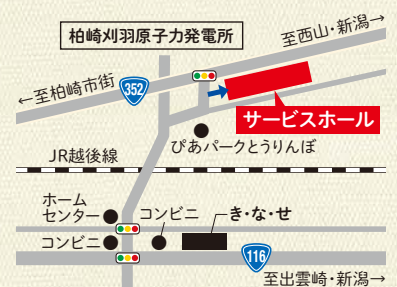 柏崎刈羽原子力発電所
至西山・新潟→
←至柏崎市街
352
サービスホール
ぴあパークとうりんぼ
JR越後線
ホーム
センター
コンビニ
き・な・せ
コンビニ
116
至出雲崎・新潟→